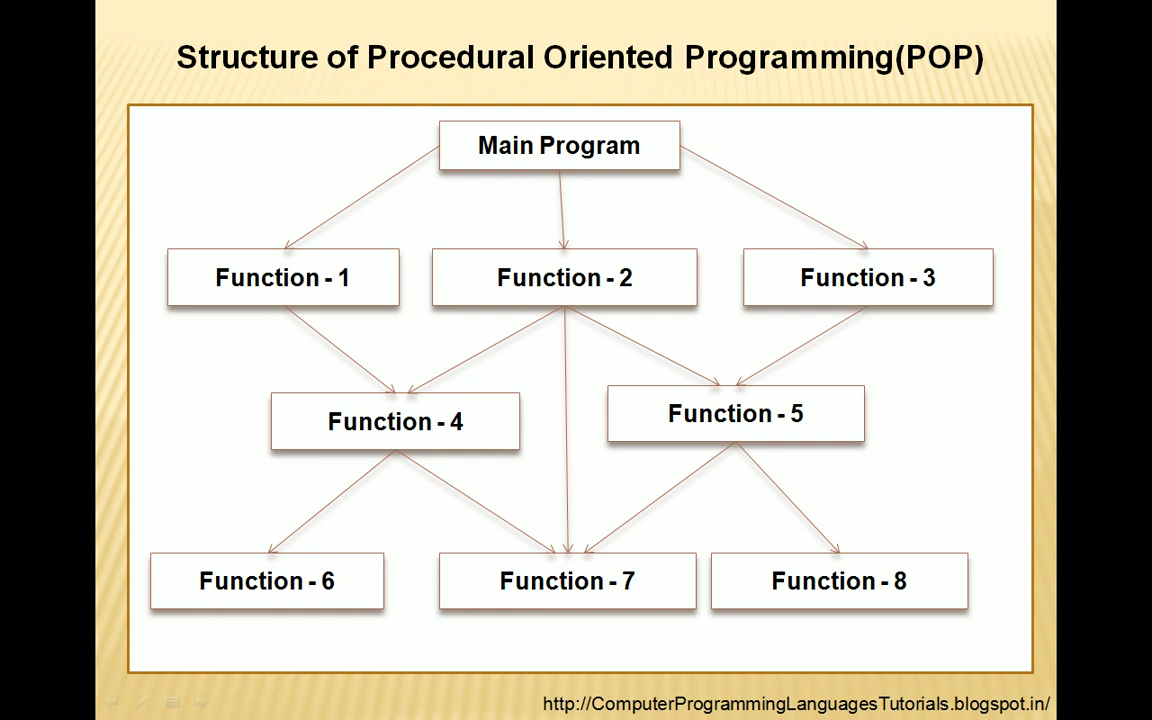 Structure of Procedural Oriented Programming(POP)
Main Program
Function - 1
Function - 2
Function - 3
Function - 4
Function - 5
Function - 6
Function - 7
Function - 8
http://ComputerProgrammingLanguagesTutorials.blogspot.in/